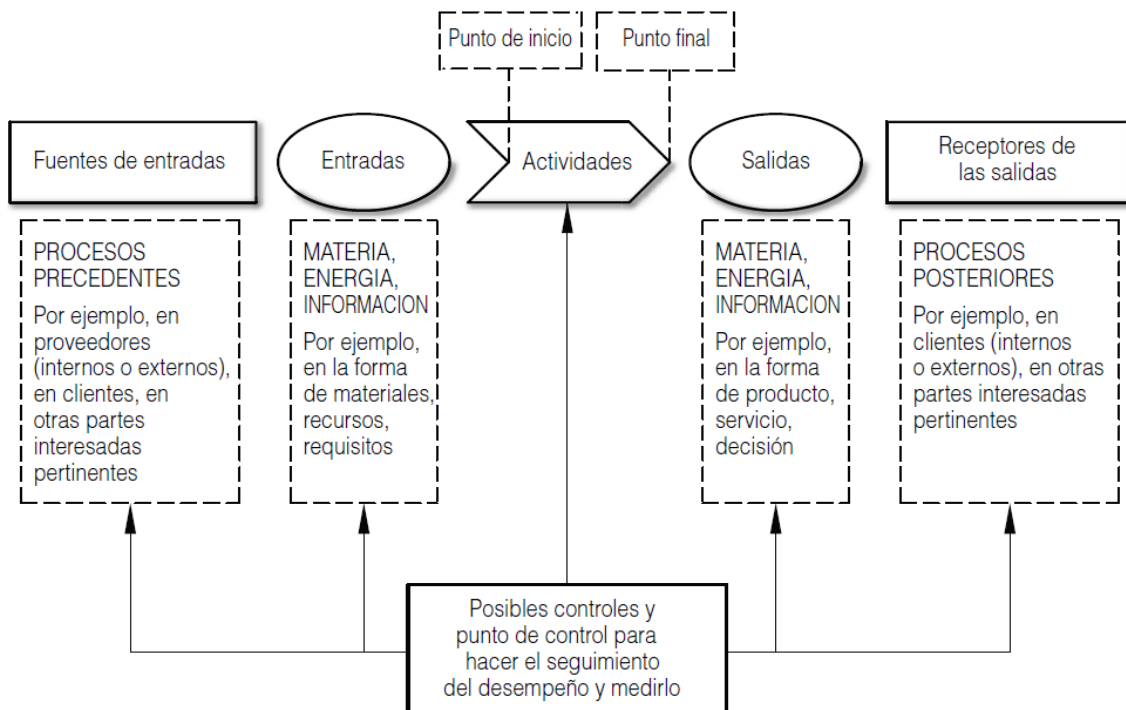 Punto de inicio
Punto final
Fuentes de entradas
Entradas
Actividades
Salidas
Receptores de
las salidas
PROCESOS
PRECEDENTES
Por ejemplo, en
proveedores
(internos o externos),
en clientes, en
otras partes
interesadas
pertinentes
MATERIA,
ENERGIA,
INFORMACION
Por ejemplo,
en la forma
de materiales,
recursos,
requisitos
MATERIA,
ENERGIA,
INFORMACION
Por ejemplo,
en la forma
de producto,
servicio,
decisión
PROCESOS
POSTERIORES
Por ejemplo, en
clientes (internos
o externos), en otras
partes interesadas
pertinentes
Posibles controles y
punto de control para
hacer el seguimiento
del desempeño y medirlo